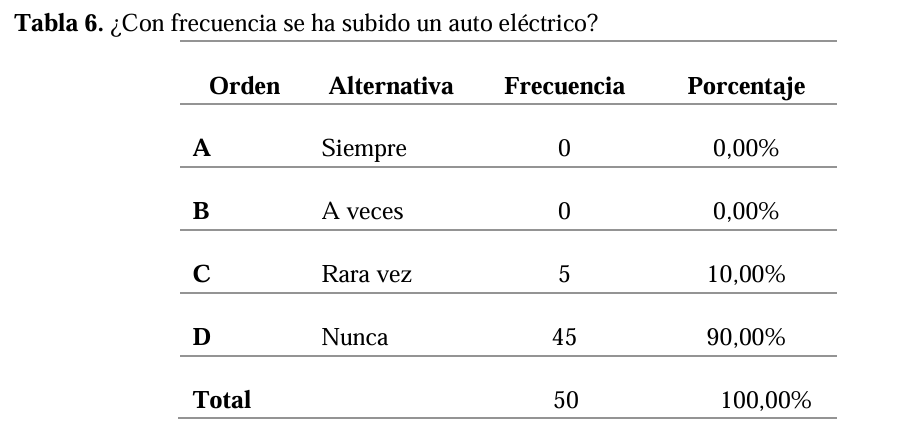 Tabla 6. ¿Con frecuencia se ha subido un auto eléctrico?
Orden Alternativa Frecuencia Porcentaje
A Siempre 0 0,00%
B A veces 0 0,00%
C Rara vez 5 10,00%
D Nunca 45 90,00%
Total 50 100,00%